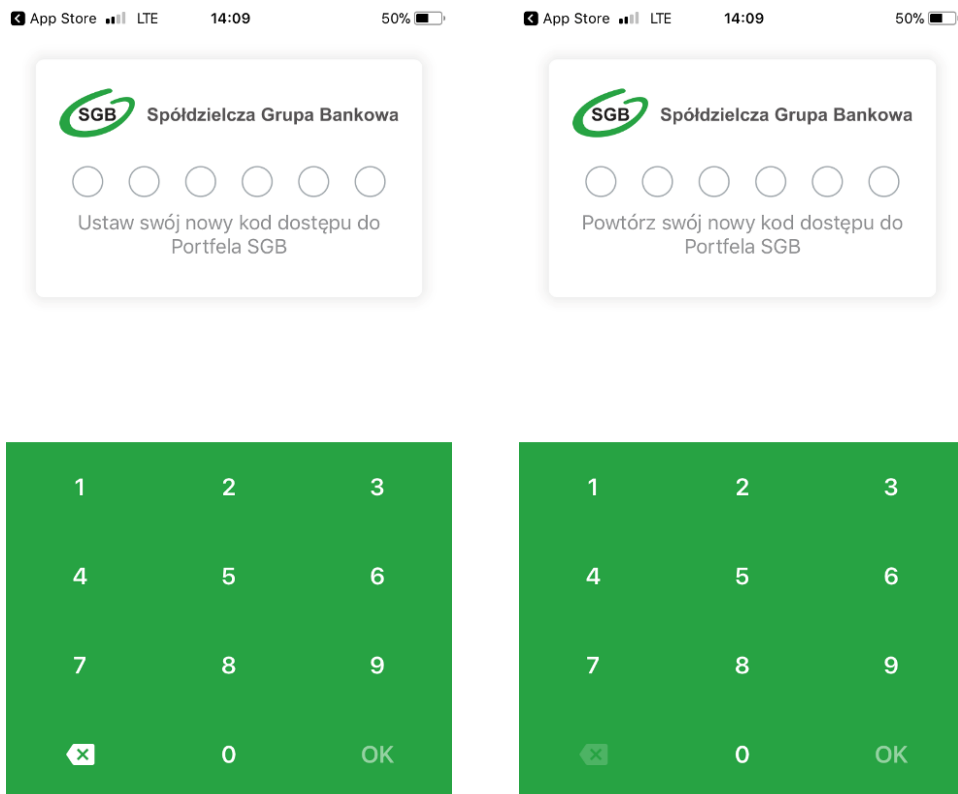 App Store LTE 14:09 50%
SGB Spółdzielcza Grupa Bankowa
Ustaw swój nowy kod dostępu do
Portfela SGB
1 2 3
4 5 6
7 8 9
0 OK
App Store LTE 14:09 50%
SGB Spółdzielcza Grupa Bankowa
Powtórz swój nowy kod dostępu do
Portfela SGB
1 2 3
4 5 6
7 8 9
0 OK